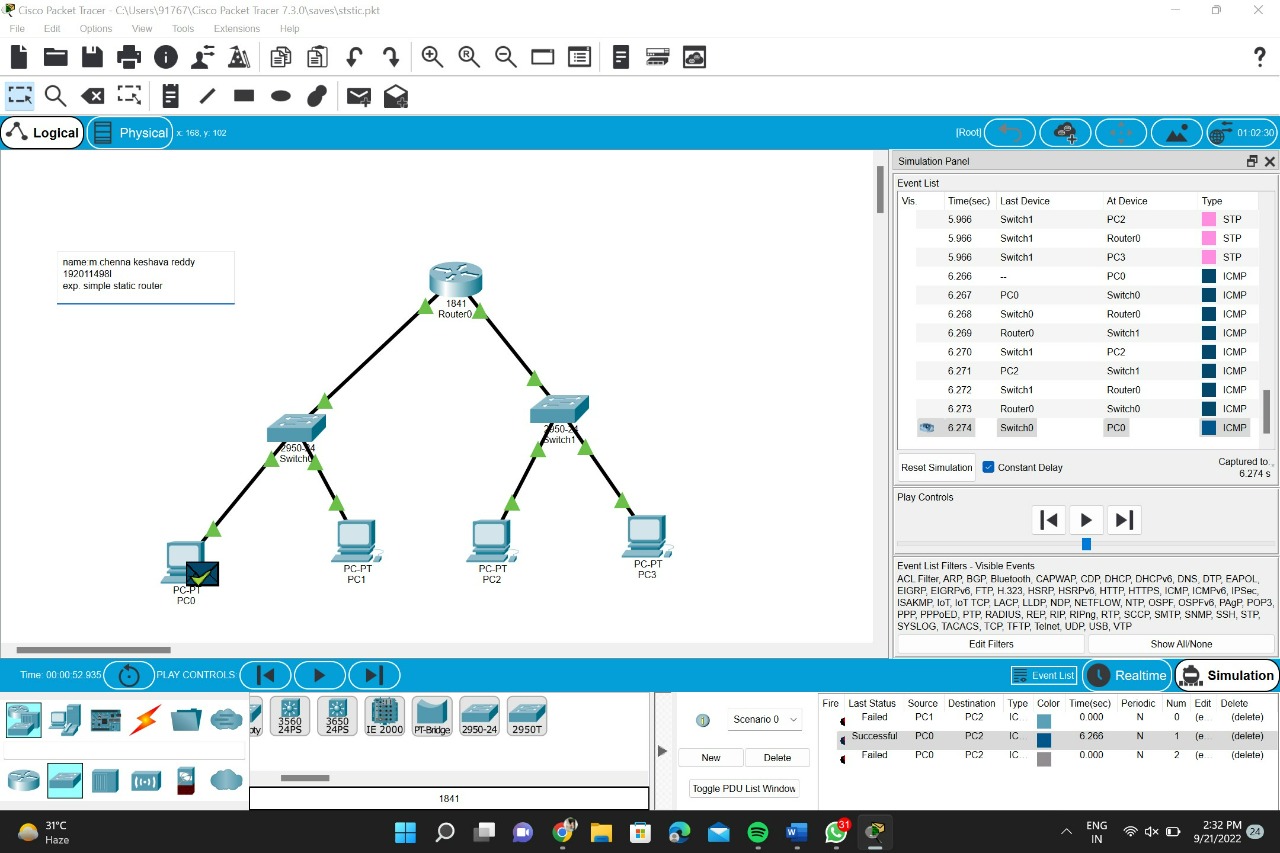 Cisco Packet Tracer - C:\Users\91767\Cisco Packet Tracer 7.3.0\saves\ststic.pkt
File Edit Options View Tools Extensions Help
Logical Physical x: 168, y: 102 [Root] 01:02:30
name:m chenna keshava reddy
192011498l
exp. simple static router
1841
Router0
2950-24
Switch0
2950-24
Switch1
PC-PT
PC0
PC-PT
PC1
PC-PT
PC2
PC-PT
PC3
Simulation Panel
Event List
Vis. Time(sec) Last Device At Device Type
5.966 Switch1 PC2 STP
5.966 Switch1 Router0 STP
5.966 Switch1 PC3 STP
6.266 -- PC0 ICMP
6.267 PC0 Switch0 ICMP
6.268 Switch0 Router0 ICMP
6.269 Router0 Switch1 ICMP
6.270 Switch1 PC2 ICMP
6.271 PC2 Switch1 ICMP
6.272 Switch1 Router0 ICMP
6.273 Router0 Switch0 ICMP
6.274 Switch0 PC0 ICMP
Reset Simulation Constant Delay Captured to..
6.274 s
Play Controls
Event List Filters - Visible Events
ACL Filter, ARP, BGP, Bluetooth, CAPWAP, CDP, DHCP, DHCPv6, DNS, DTP, EAPOL,
EIGRP, EIGRPv6, FTP, H.323, HSRP, HSRPv6, HTTP, HTTPS, ICMP, ICMPv6, IPSec,
ISAKMP, IoT, IoT TCP, LACP, LLDP, NDP, NETFLOW, NTP, OSPF, OSPFv6, PAgP, POP3,
PPP, PPPoED, PTP, RADIUS, REP, RIP, RIPng, RTP, SCCP, SMTP, SNMP, SSH, STP,
SYSLOG, TACACS, TCP, TFTP, Telnet, UDP, USB, VTP
Edit Filters Show All/None
Time: 00:00:52.935 PLAY CONTROLS: Event List Realtime Simulation
3560
24PS
3650
24PS
IE 2000
PT-Bridge
2950-24
2950T
1841
Scenario 0
New Delete
Toggle PDU List Window
Fire Last Status Source Destination Type Color Time(sec) Periodic Num Edit Delete
Failed PC1 PC2 IC... 0.000 N 0 (e... (delete)
Successful PC0 PC2 IC... 6.266 N 1 (e... (delete)
Failed PC0 PC2 IC... 0.000 N 2 (e... (delete)
31°C
Haze
31
ENG
IN
2:32 PM
9/21/2022
24